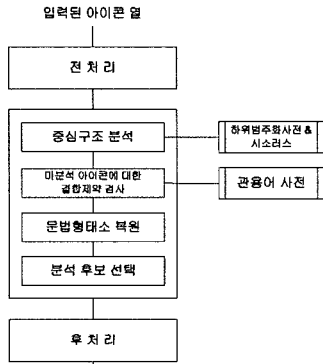 입력된 아이콘 열
전 처 리
중심구조 분석
하위범주화사전 &
시소러스
미분석 아이콘에 대한
결합제약 검사
관용어 사전
문법형태소 복원
분석 후보 선택
후 처 리